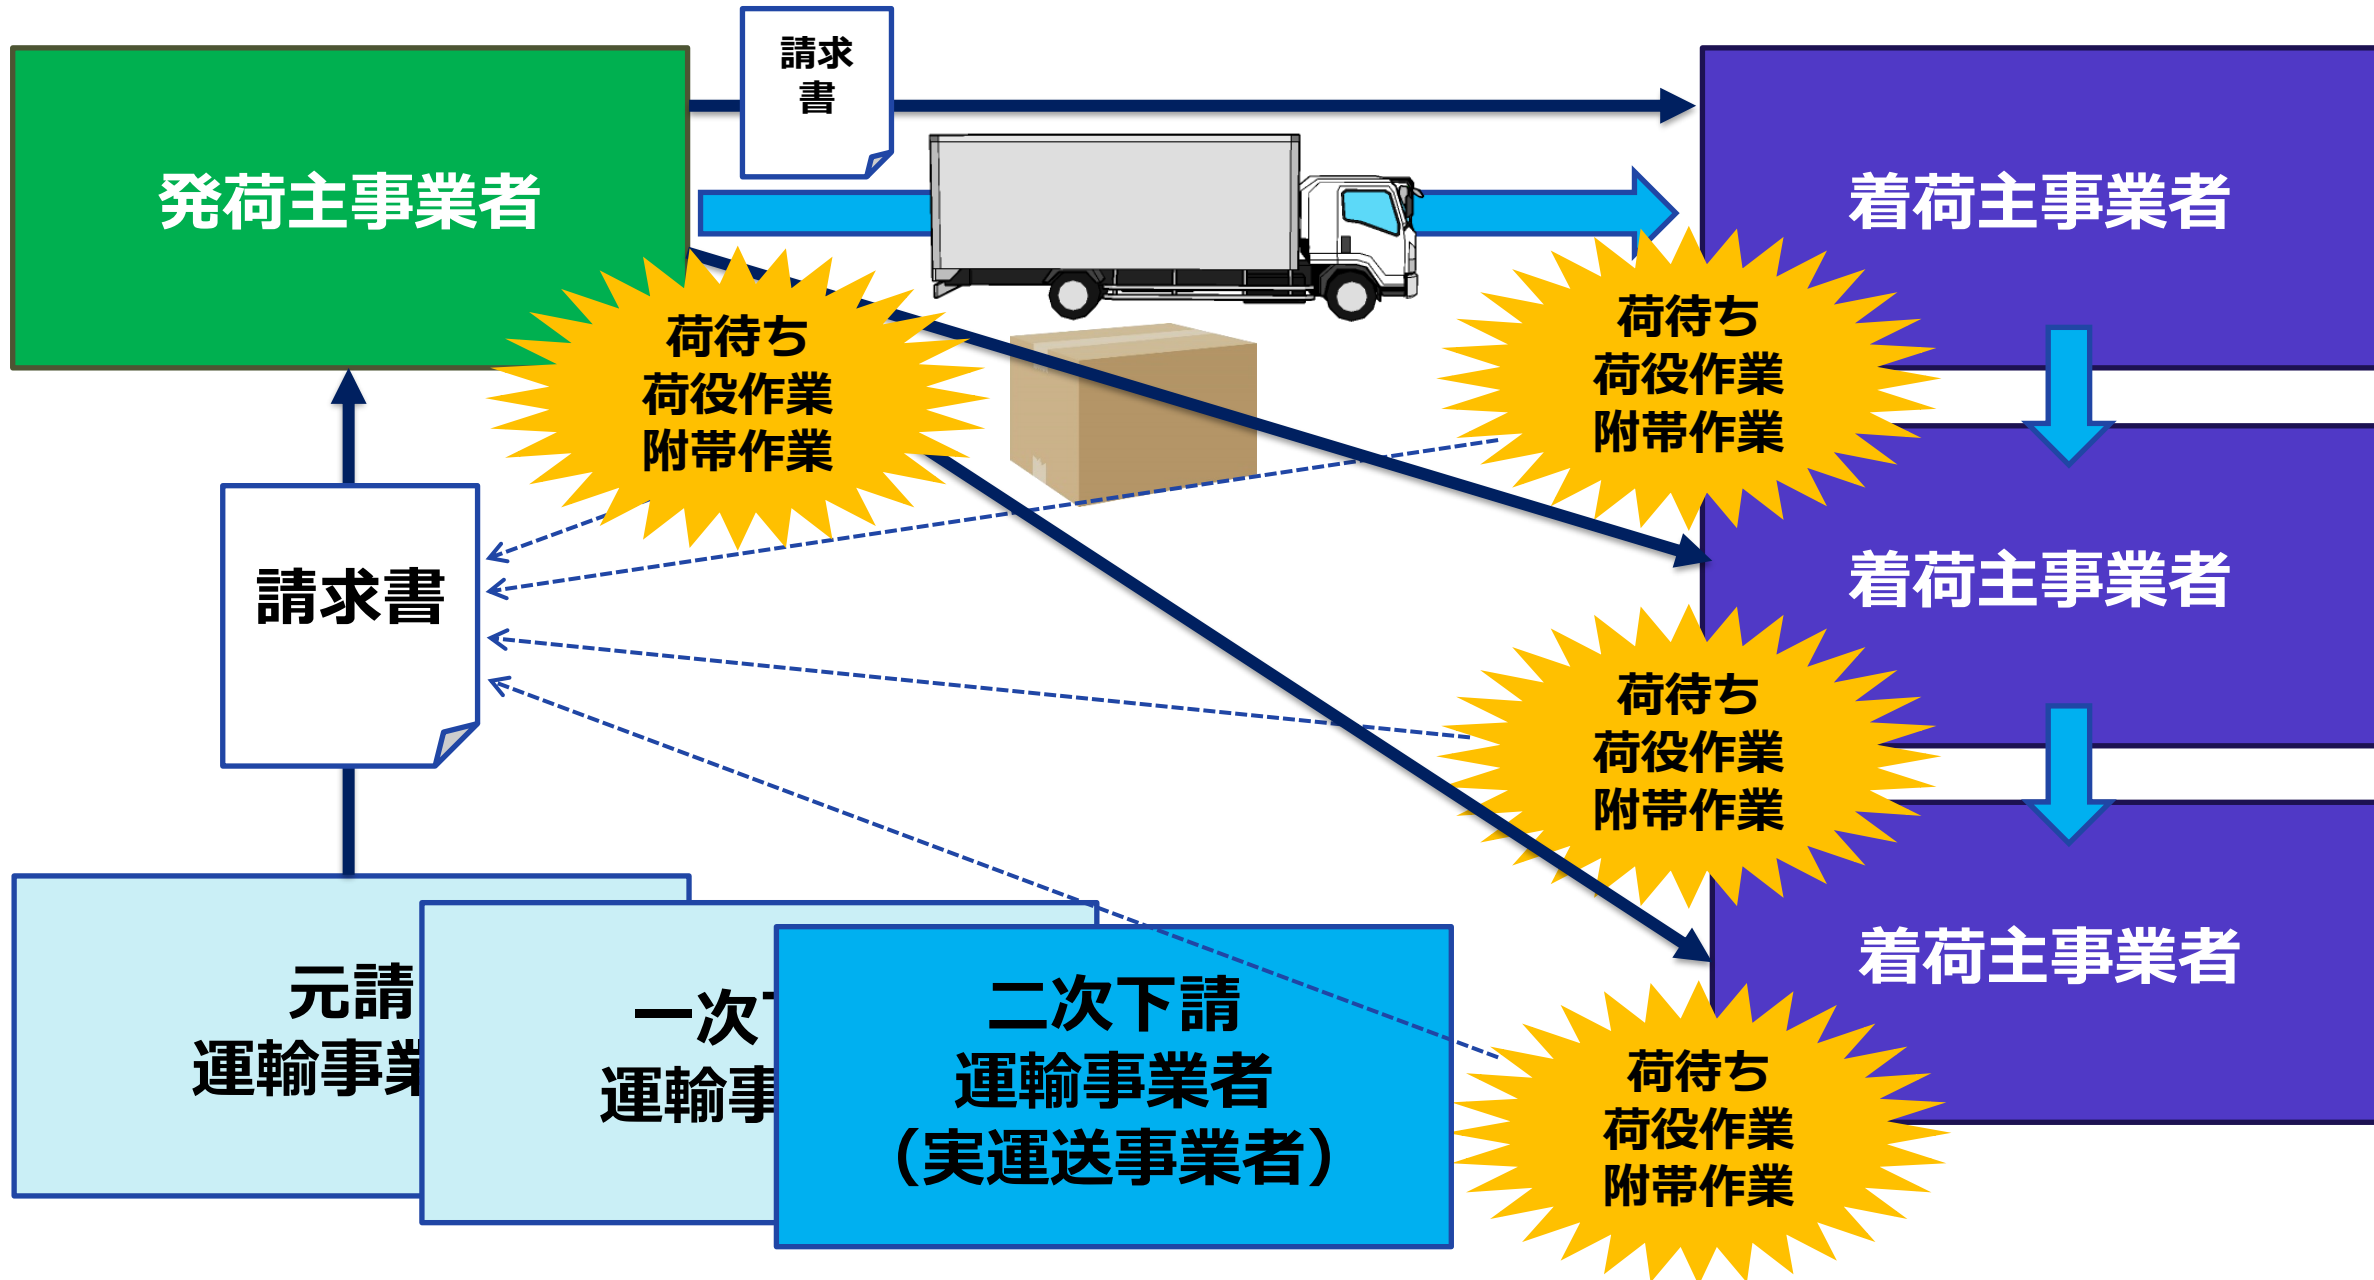 請求
書
発荷主事業者
着荷主事業者
荷待ち
荷役作業
附帯作業
荷待ち
荷役作業
附帯作業
請求書
着荷主事業者
荷待ち
荷役作業
附帯作業
着荷主事業者
元請
運輸事業
一次下
運輸事
二次下請
運輸事業者
（実運送事業者）
荷待ち
荷役作業
附帯作業